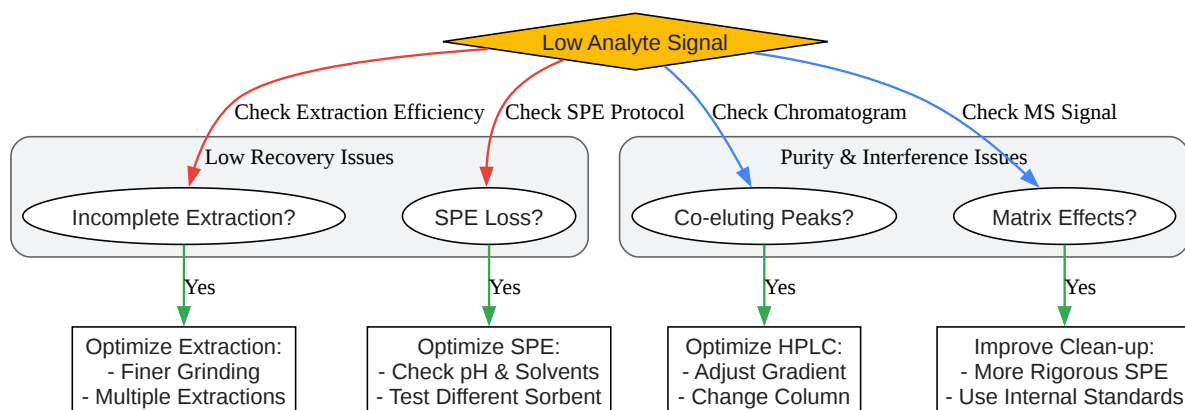 Low Analyte Signal
Check Extraction Efficiency
Check SPE Protocol
Check Chromatogram
Check MS Signal
Low Recovery Issues
Purity & Interference Issues
Incomplete Extraction?
SPE Loss?
Co-eluting Peaks?
Matrix Effects?
Yes
Yes
Yes
Yes
Optimize Extraction:
- Finer Grinding
- Multiple Extractions
Optimize SPE:
- Check pH & Solvents
- Test Different Sorbent
Optimize HPLC:
- Adjust Gradient
- Change Column
Improve Clean-up:
- More Rigorous SPE
- Use Internal Standards